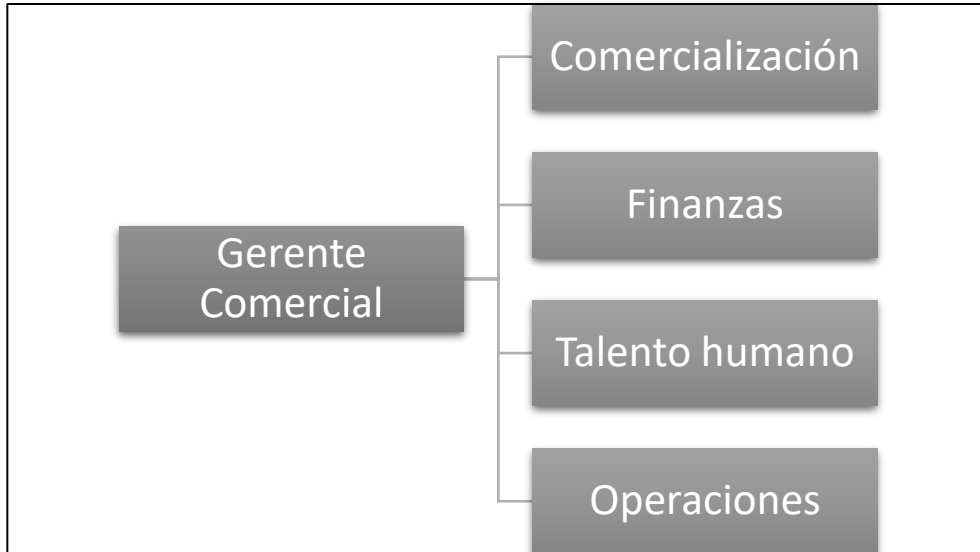 Comercialización
Finanzas
Gerente
Comercial
Talento humano
Operaciones